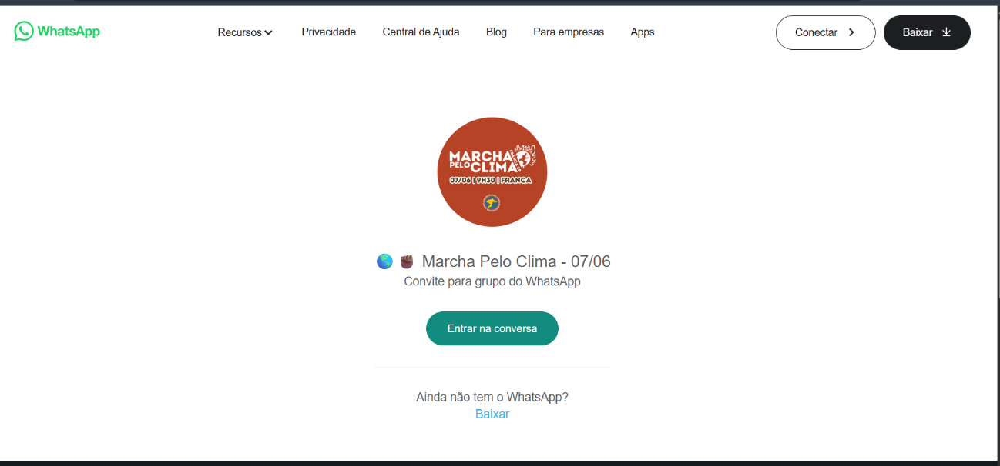 WhatsApp
Recursos
Privacidade
Central de Ajuda
Blog
Para empresas
Apps
Conectar
Baixar
MARCHA
PELO CLIMA
07/06 | 9H30 | FRANCA
🌎 ✊🏿 Marcha Pelo Clima - 07/06
Convite para grupo do WhatsApp
Entrar na conversa
Ainda não tem o WhatsApp?
Baixar